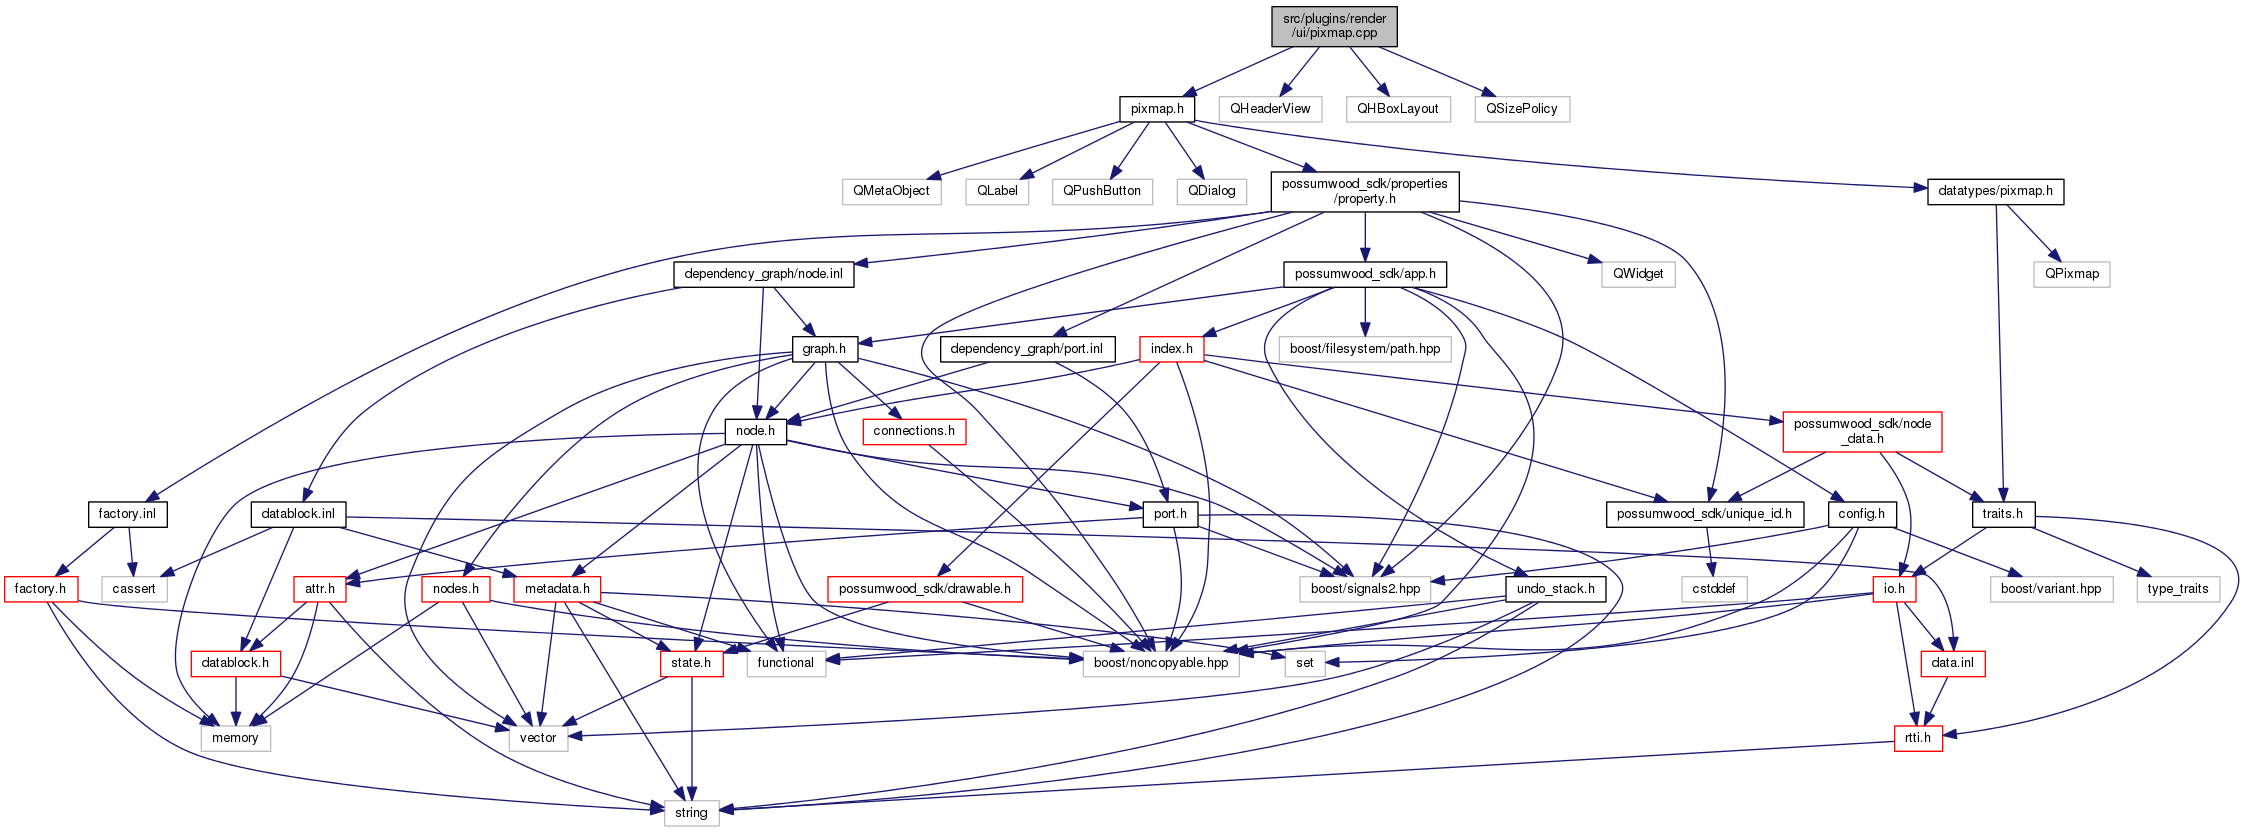 src/plugins/render
/ui/pixmap.cpp
pixmap.h
QHeaderView
QHBoxLayout
QSizePolicy
QMetaObject
QLabel
QPushButton
QDialog
possumwood_sdk/properties
/property.h
datatypes/pixmap.h
dependency_graph/node.inl
possumwood_sdk/app.h
QWidget
QPixmap
graph.h
dependency_graph/port.inl
index.h
boost/filesystem/path.hpp
node.h
connections.h
possumwood_sdk/node
_data.h
factory.inl
datablock.inl
port.h
possumwood_sdk/unique_id.h
config.h
traits.h
factory.h
cassert
attr.h
nodes.h
metadata.h
possumwood_sdk/drawable.h
boost/signals2.hpp
undo_stack.h
cstddef
io.h
boost/variant.hpp
type_traits
datablock.h
state.h
functional
boost/noncopyable.hpp
set
data.inl
memory
vector
rtti.h
string